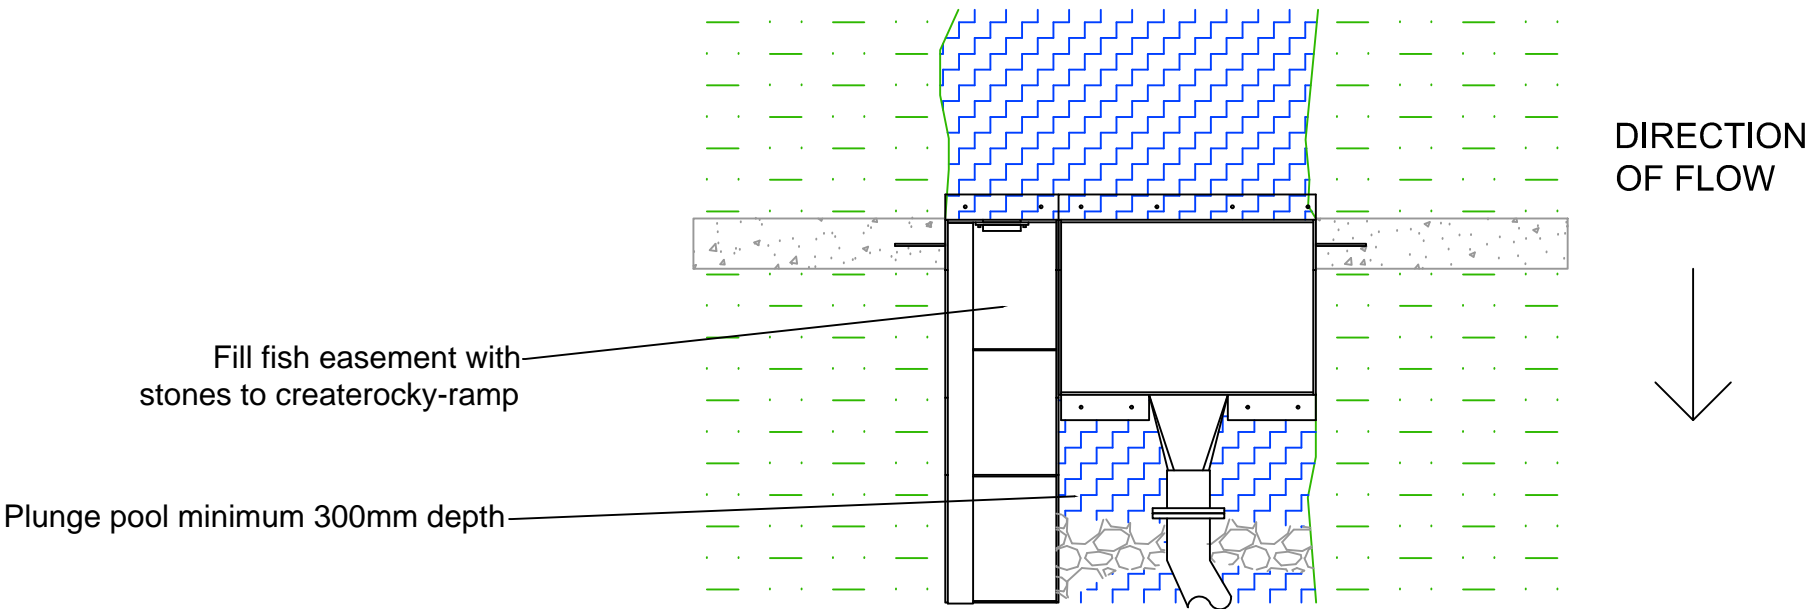 DIRECTION
OF FLOW
Fill fish easement with
stones to createrocky-ramp
Plunge pool minimum 300mm depth